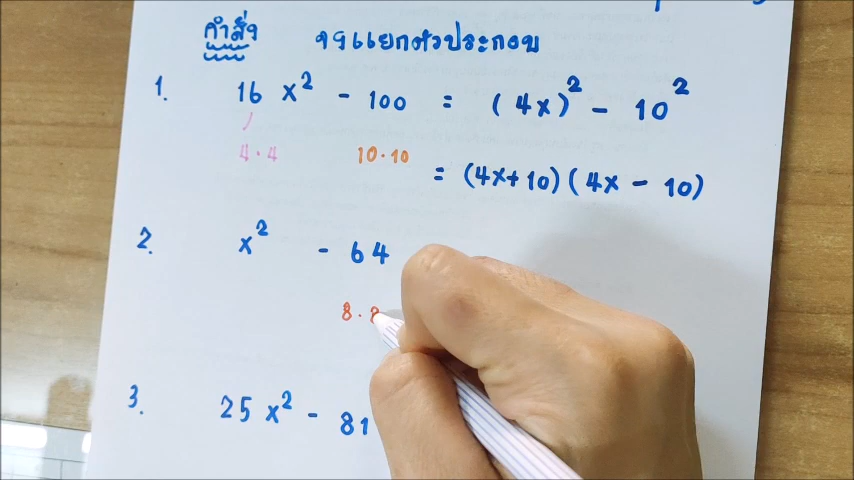 คำสั่ง จงแยกตัวประกอบ
1. 16 x² - 100 = (4x)² - 10²
4 · 4 10 · 10
= (4x+10)(4x - 10)
2. x² - 64
8 · 8
3. 25 x² - 81